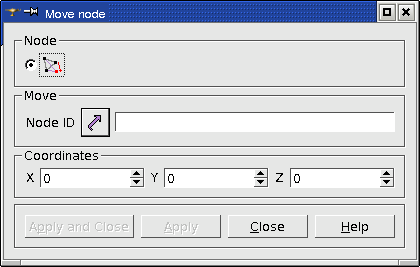 Move node
Node
Move
Node ID
Coordinates
X 0 Y 0 Z 0
Apply and Close Apply Close Help